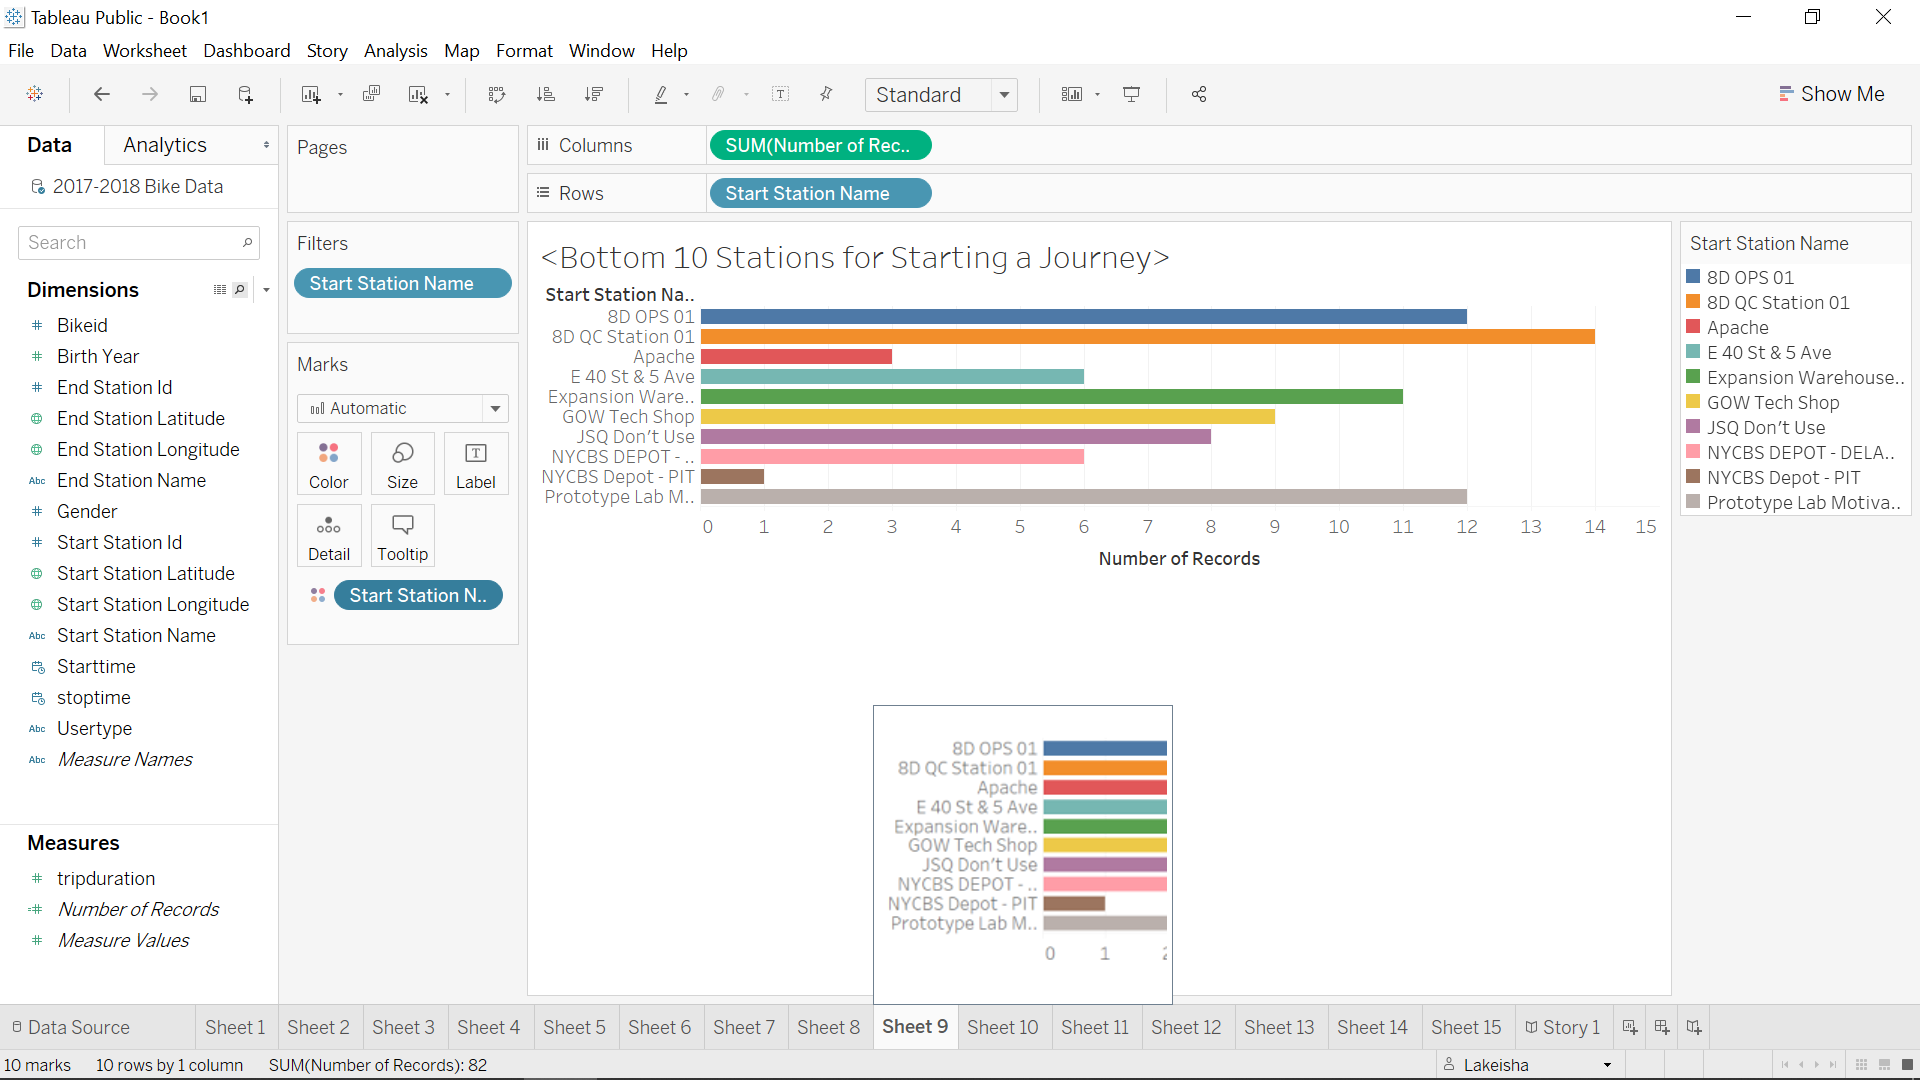 Tableau Public - Book1
File Data Worksheet Dashboard Story Analysis Map Format Window Help
Standard
Show Me
Data Analytics
2017-2018 Bike Data
Search
Dimensions
# Bikeid
# Birth Year
# End Station Id
End Station Latitude
End Station Longitude
Abc End Station Name
# Gender
# Start Station Id
Start Station Latitude
Start Station Longitude
Abc Start Station Name
Starttime
stoptime
Abc Usertype
Abc Measure Names
Measures
# tripduration
=# Number of Records
# Measure Values
Pages
Filters
Start Station Name
Marks
Automatic
Color Size Label
Detail Tooltip
Start Station N..
Columns SUM(Number of Rec..
Rows Start Station Name
<Bottom 10 Stations for Starting a Journey>
Start Station Na..
8D OPS 01
8D QC Station 01
Apache
E 40 St & 5 Ave
Expansion Ware..
GOW Tech Shop
JSQ Don't Use
NYCBS DEPOT - ..
NYCBS Depot - PIT
Prototype Lab M..
0 1 2 3 4 5 6 7 8 9 10 11 12 13 14 15
Number of Records
8D OPS 01
8D QC Station 01
Apache
E 40 St & 5 Ave
Expansion Ware..
GOW Tech Shop
JSQ Don't Use
NYCBS DEPOT - ..
NYCBS Depot - PIT
Prototype Lab M..
0 1
Start Station Name
8D OPS 01
8D QC Station 01
Apache
E 40 St & 5 Ave
Expansion Warehouse..
GOW Tech Shop
JSQ Don't Use
NYCBS DEPOT - DELA..
NYCBS Depot - PIT
Prototype Lab Motiva..
Data Source Sheet 1 Sheet 2 Sheet 3 Sheet 4 Sheet 5 Sheet 6 Sheet 7 Sheet 8 Sheet 9 Sheet 10 Sheet 11 Sheet 12 Sheet 13 Sheet 14 Sheet 15 Story 1
10 marks 10 rows by 1 column SUM(Number of Records): 82 Lakeisha